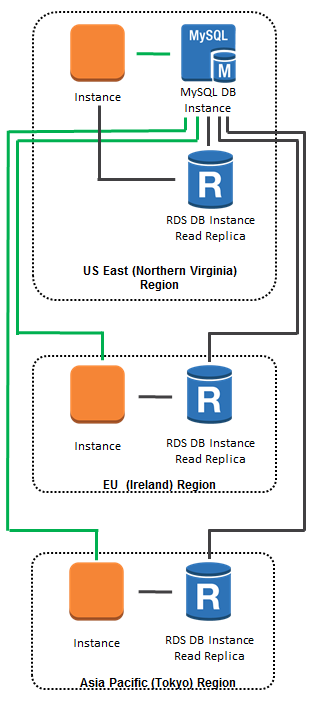 MySQL
M
Instance
MySQL DB
Instance
R
RDS DB Instance
Read Replica
US East (Northern Virginia)
Region
R
Instance
RDS DB Instance
Read Replica
EU (Ireland) Region
R
Instance
RDS DB Instance
Read Replica
Asia Pacific (Tokyo) Region